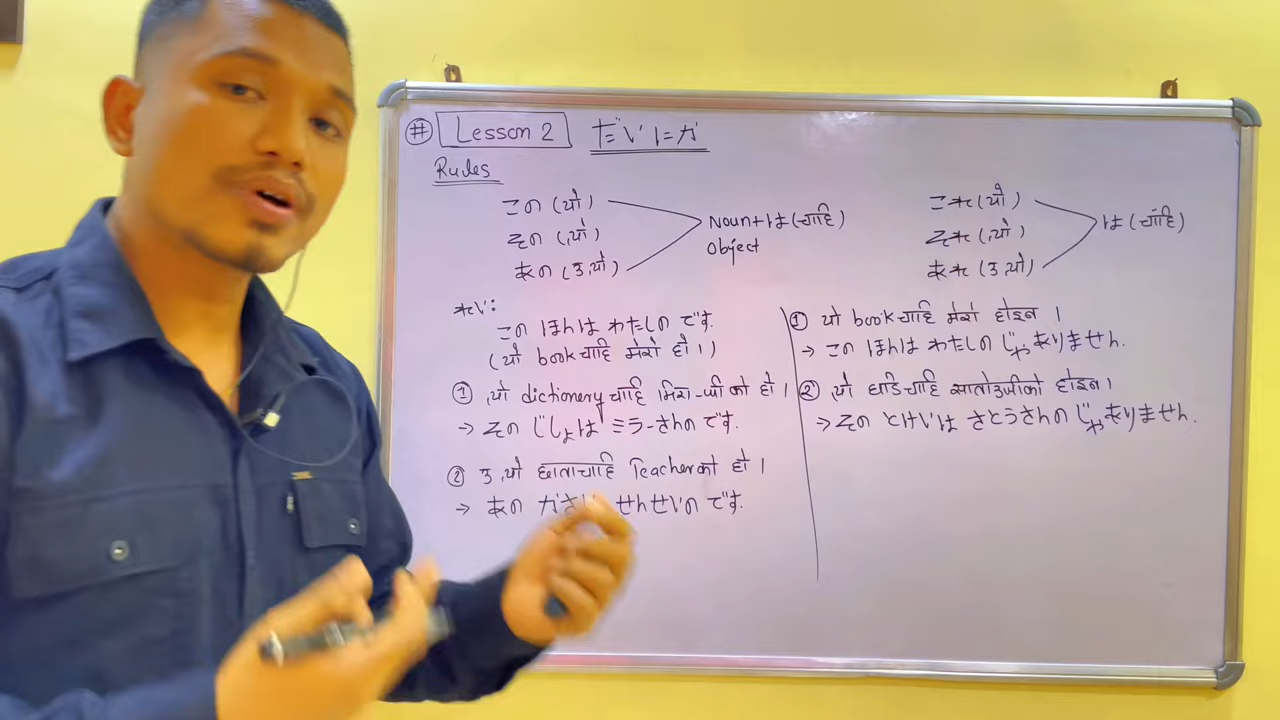 # Lesson 2 だい 1=か
Rules
この (यो)
その (,यो)
あの (उ,यो)
Noun+は (चाहि)
Object
これ (यो)
それ (,यो)
あれ (उ,यो)
は (चाँहि)
れい:
この ほんは わたしの です.
(यो bookचाहि मेरो हो।)
① ,यो dictioneryचाहि मिरा-सीको हो।
→ その じしょは ミラーさんの です.
② उ,यो छाताचाहि Teacherको हो।
→ あの かさ せんせいの です.
① यो bookचाहि मेरो होइन।
→ この ほんは わたしの じゃ ありません.
② ,यो घडिचाहि सातोउजीको होइन।
→ その とけいは さとうさんの じゃ ありません.